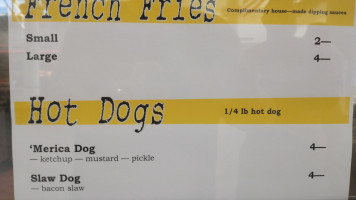 French Fries Complimentary house—made dipping sauces
Small 2—
Large 4—
Hot Dogs 1/4 lb hot dog
‘Merica Dog 4—
— ketchup — mustard — pickle
Slaw Dog 4—
— bacon slaw